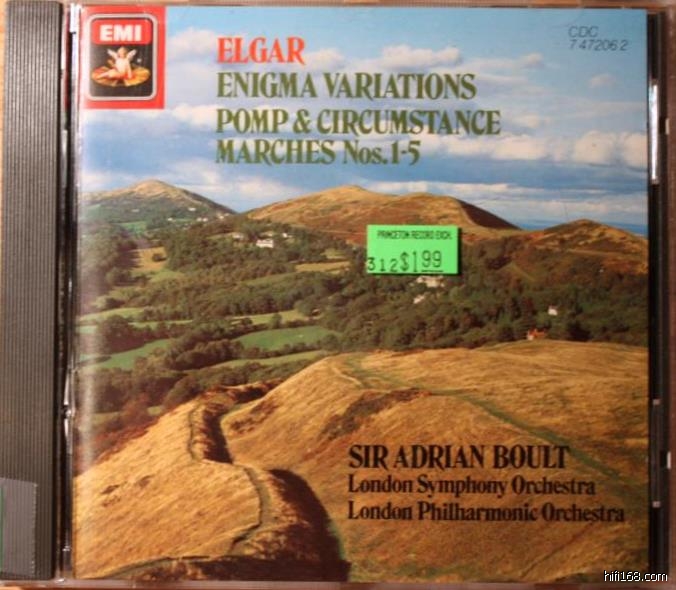 EMI
ELGAR
ENIGMA VARIATIONS
POMP & CIRCUMSTANCE
MARCHES Nos.1-5
CDC
7 47206 2
PRINCETON RECORD EXCH.
312 $1.99
SIR ADRIAN BOULT
London Symphony Orchestra
London Philharmonic Orchestra
hifi168.com